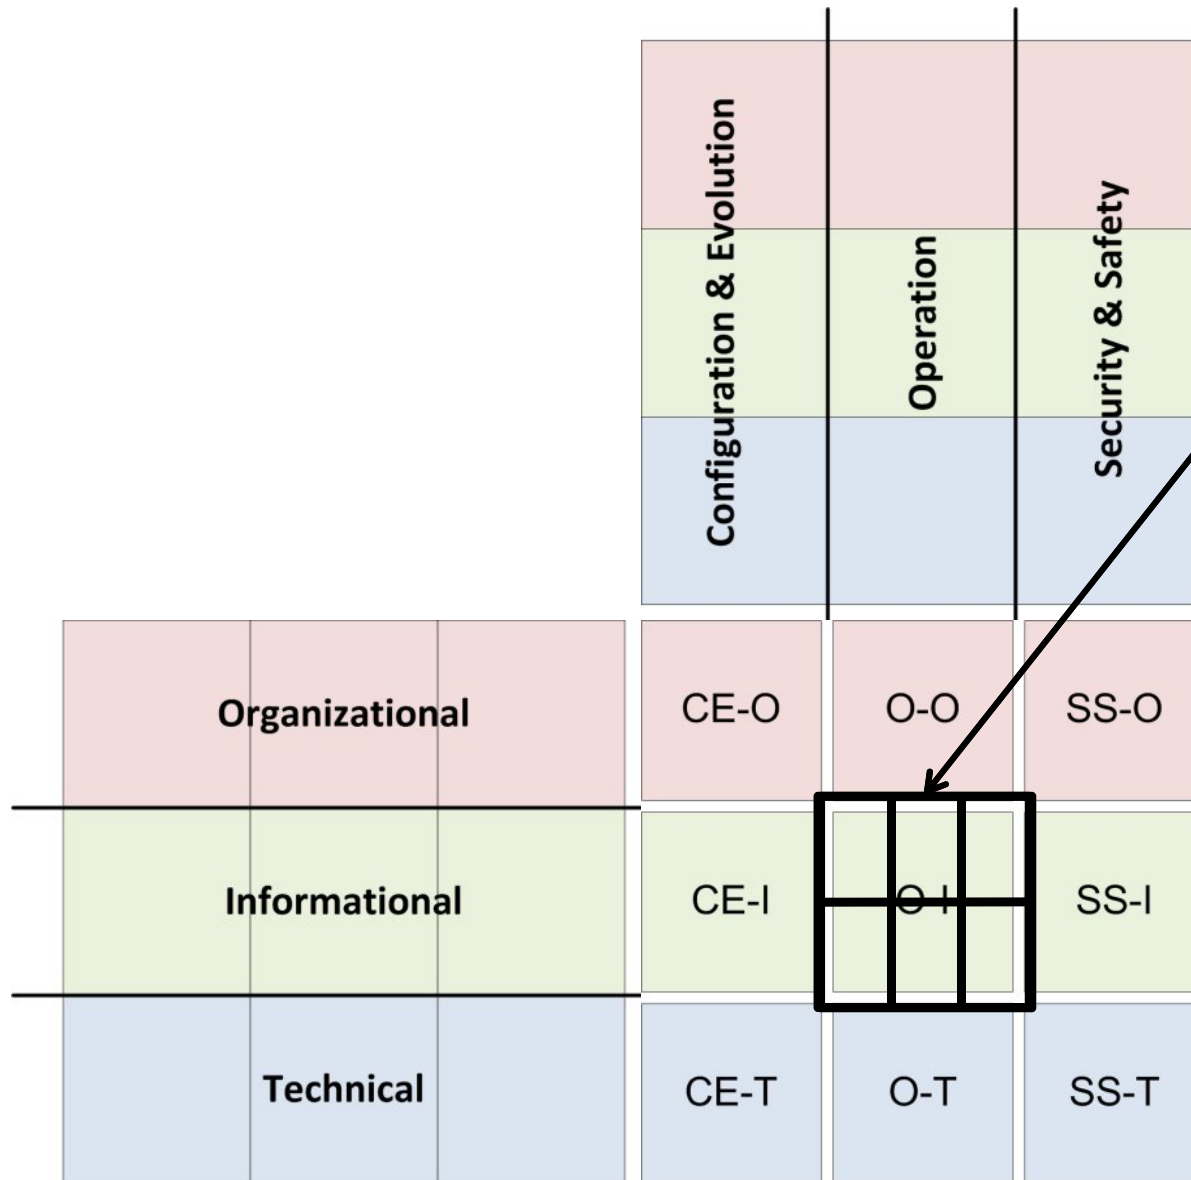 Configuration & Evolution
Operation
Security & Safety
Organizational
CE-O
O-O
SS-O
Informational
CE-I
O-I
SS-I
Technical
CE-T
O-T
SS-T